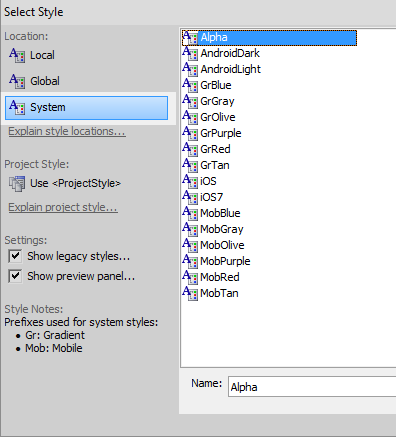 Select Style
Location:
Local
Global
System
Explain style locations...
Project Style:
Use <ProjectStyle>
Explain project style...
Settings:
Show legacy styles...
Show preview panel...
Style Notes:
Prefixes used for system styles:
• Gr: Gradient
• Mob: Mobile
Alpha
AndroidDark
AndroidLight
GrBlue
GrGray
GrOlive
GrPurple
GrRed
GrTan
iOS
iOS7
MobBlue
MobGray
MobOlive
MobPurple
MobRed
MobTan
Name: Alpha